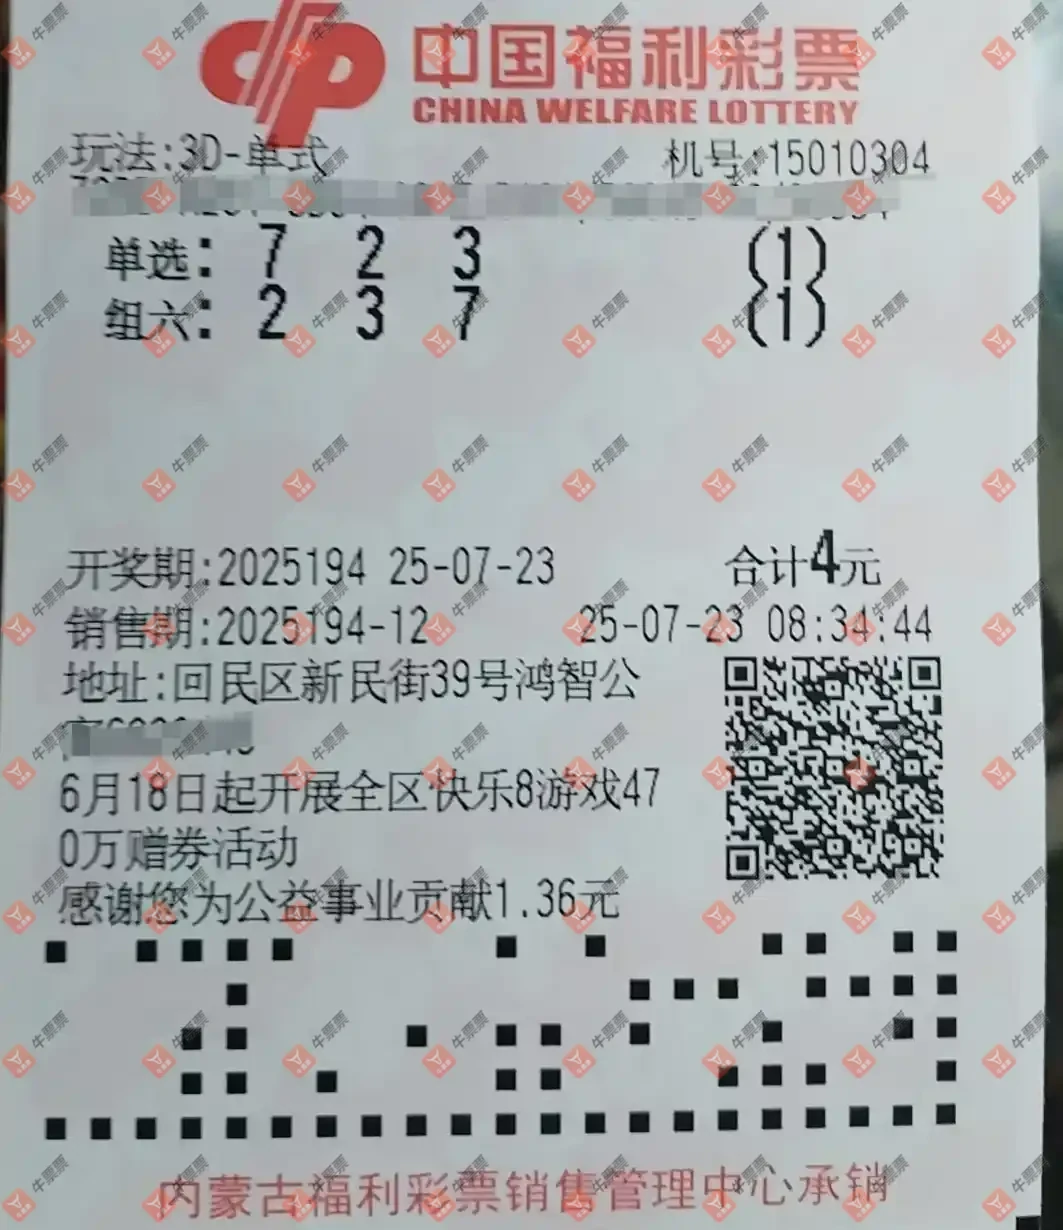 中国福利彩票
CHINA WELFARE LOTTERY
玩法:3D-单式 机号:15010304
单选: 7 2 3 (1)
组六: 2 3 7 (1)
开奖期:2025194 25-07-23 合计4元
销售期:2025194-12 25-07-23 08:34:44
地址:回民区新民街39号鸿智公
6月18日起开展全区快乐8游戏47
0万赠券活动
感谢您为公益事业贡献1.36元
内蒙古福利彩票销售管理中心承销
牛票票